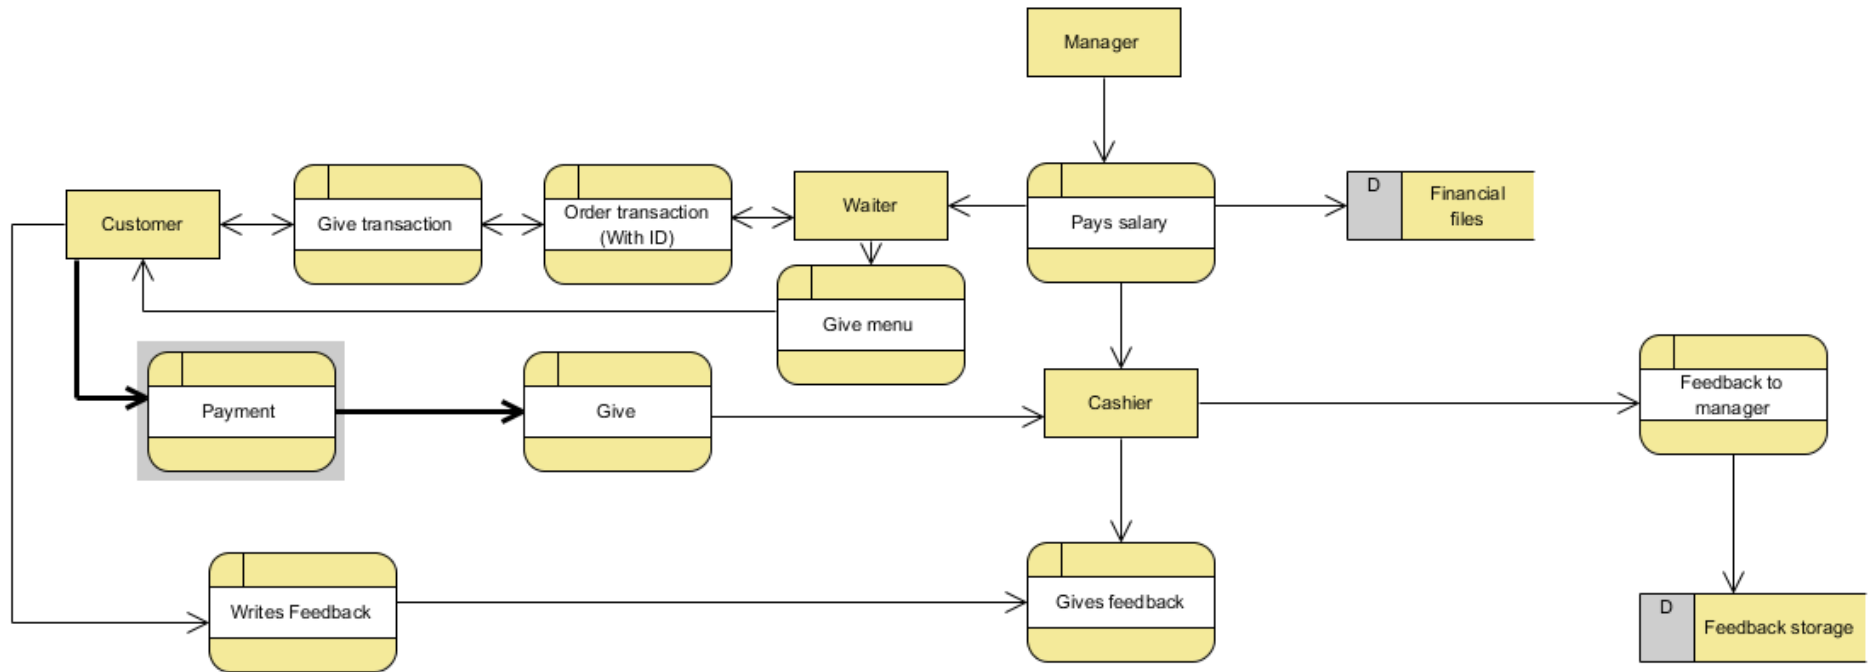 Manager
Customer
Give transaction
Order transaction
(With ID)
Waiter
Pays salary
D
Financial
files
Give menu
Payment
Give
Cashier
Feedback to
manager
Writes Feedback
Gives feedback
D
Feedback storage